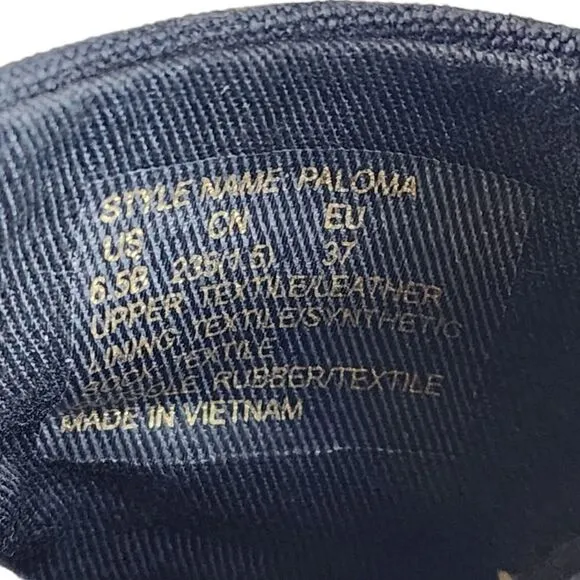 STYLE NAME: PALOMA
US CN EU
6.5B 235(1.5) 37
UPPER: TEXTILE/LEATHER
LINING: TEXTILE/SYNTHETIC
SOCK: TEXTILE
RUBBER/TEXTILE
MADE IN VIETNAM